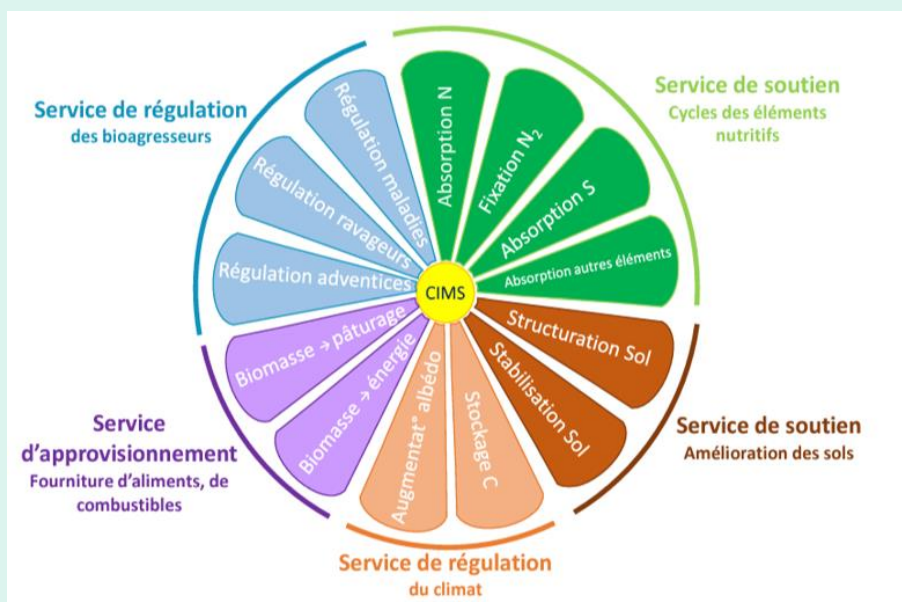 Service de régulation
des bioagresseurs
Service de soutien
Cycles des éléments
nutritifs
Régulation maladies
Absorption N
Fixation N₂
Absorption S
Absorption autres éléments
Régulation ravageurs
Régulation adventices
CIMS
Structuration Sol
Stabilisation Sol
Service de soutien
Amélioration des sols
Biomasse → pâturage
Biomasse → énergie
Service
d’approvisionnement
Fourniture d’aliments, de
combustibles
Augmentat° albédo
Stockage C
Service de régulation
du climat